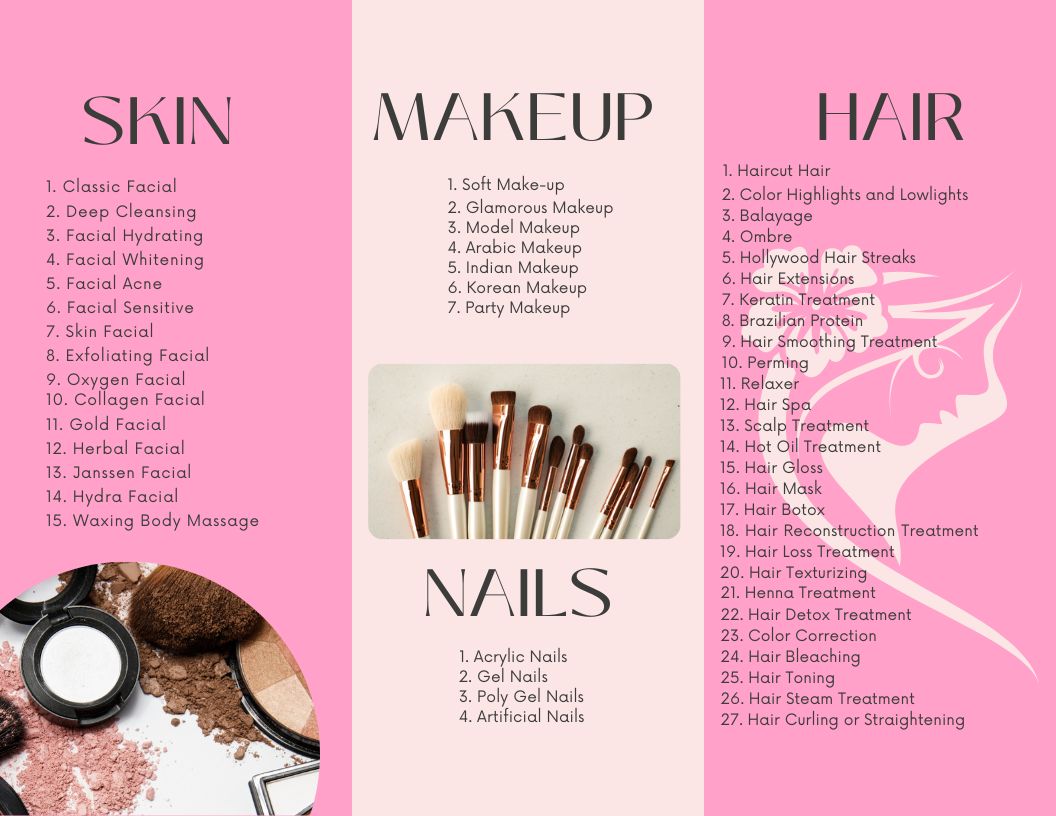 SKIN
1. Classic Facial
2. Deep Cleansing
3. Facial Hydrating
4. Facial Whitening
5. Facial Acne
6. Facial Sensitive
7. Skin Facial
8. Exfoliating Facial
9. Oxygen Facial
10. Collagen Facial
11. Gold Facial
12. Herbal Facial
13. Janssen Facial
14. Hydra Facial
15. Waxing Body Massage
MAKEUP
1. Soft Make-up
2. Glamorous Makeup
3. Model Makeup
4. Arabic Makeup
5. Indian Makeup
6. Korean Makeup
7. Party Makeup
NAILS
1. Acrylic Nails
2. Gel Nails
3. Poly Gel Nails
4. Artificial Nails
HAIR
1. Haircut Hair
2. Color Highlights and Lowlights
3. Balayage
4. Ombre
5. Hollywood Hair Streaks
6. Hair Extensions
7. Keratin Treatment
8. Brazilian Protein
9. Hair Smoothing Treatment
10. Perming
11. Relaxer
12. Hair Spa
13. Scalp Treatment
14. Hot Oil Treatment
15. Hair Gloss
16. Hair Mask
17. Hair Botox
18. Hair Reconstruction Treatment
19. Hair Loss Treatment
20. Hair Texturizing
21. Henna Treatment
22. Hair Detox Treatment
23. Color Correction
24. Hair Bleaching
25. Hair Toning
26. Hair Steam Treatment
27. Hair Curling or Straightening